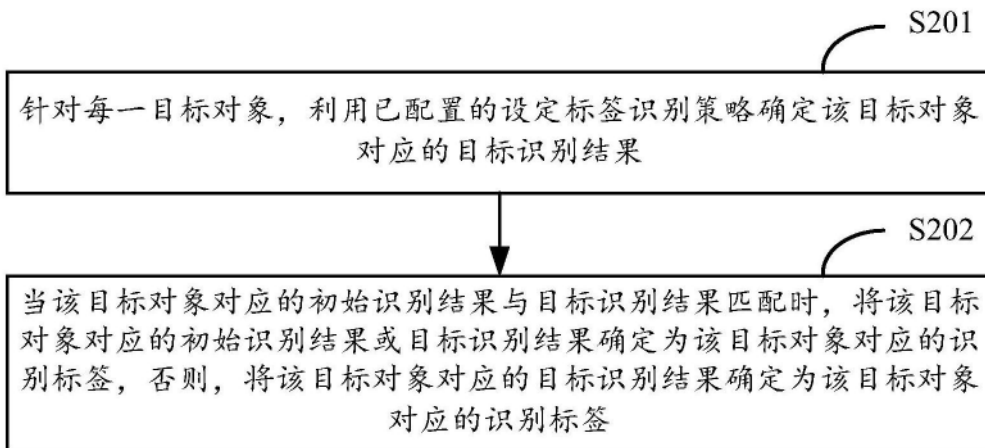 S201
针对每一目标对象，利用已配置的设定标签识别策略确定该目标对象
对应的目标识别结果
S202
当该目标对象对应的初始识别结果与目标识别结果匹配时，将该目标
对象对应的初始识别结果或目标识别结果确定为该目标对象对应的识
别标签，否则，将该目标对象对应的目标识别结果确定为该目标对象
对应的识别标签